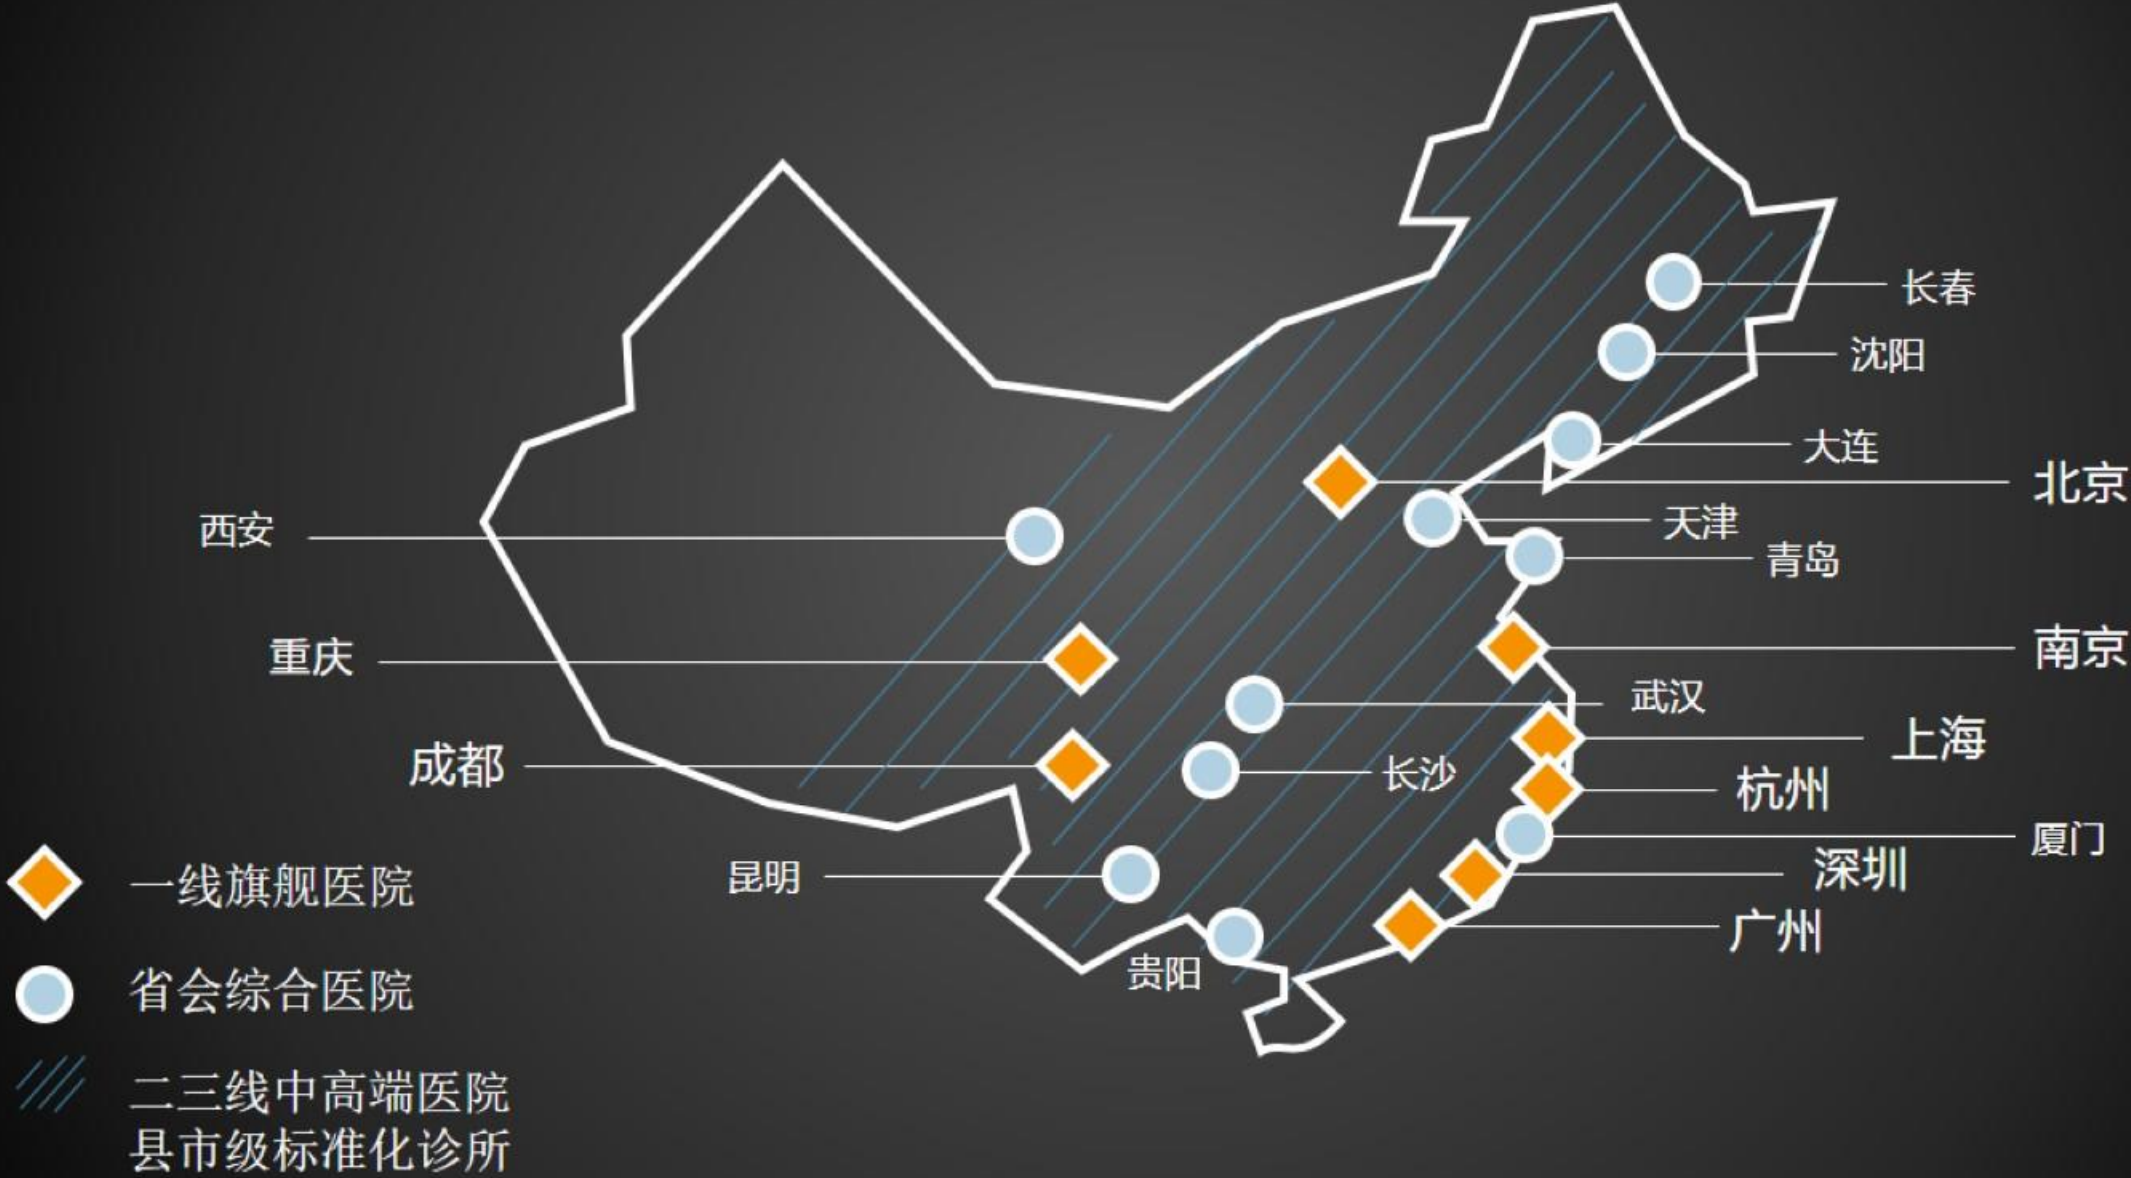 长春
沈阳
大连
北京
天津
西安
青岛
南京
重庆
武汉
上海
成都
长沙
杭州
厦门
深圳
昆明
广州
贵阳
一线旗舰医院
省会综合医院
二三线中高端医院
县市级标准化诊所